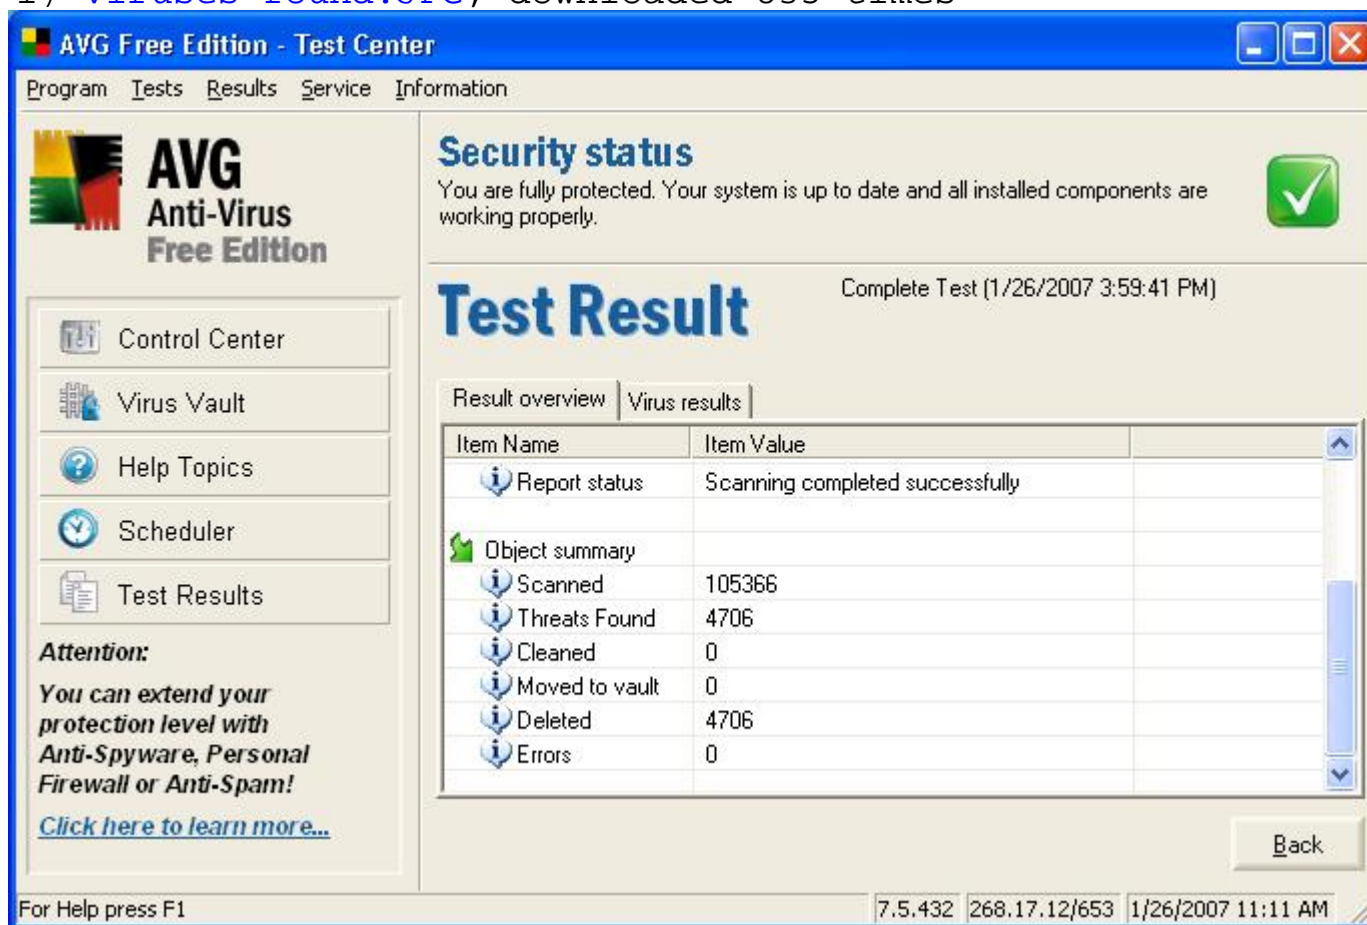 AVG Free Edition - Test Center
Program Tests Results Service Information
AVG
Anti-Virus
Free Edition
Control Center
Virus Vault
Help Topics
Scheduler
Test Results
Attention:
You can extend your
protection level with
Anti-Spyware, Personal
Firewall or Anti-Spam!
Click here to learn more...
Security status
You are fully protected. Your system is up to date and all installed components are
working properly.
Test Result
Complete Test (1/26/2007 3:59:41 PM)
Result overview Virus results
Item Name Item Value
Report status Scanning completed successfully
Object summary
Scanned 105366
Threats Found 4706
Cleaned 0
Moved to vault 0
Deleted 4706
Errors 0
Back
For Help press F1 7.5.432 268.17.12/653 1/26/2007 11:11 AM